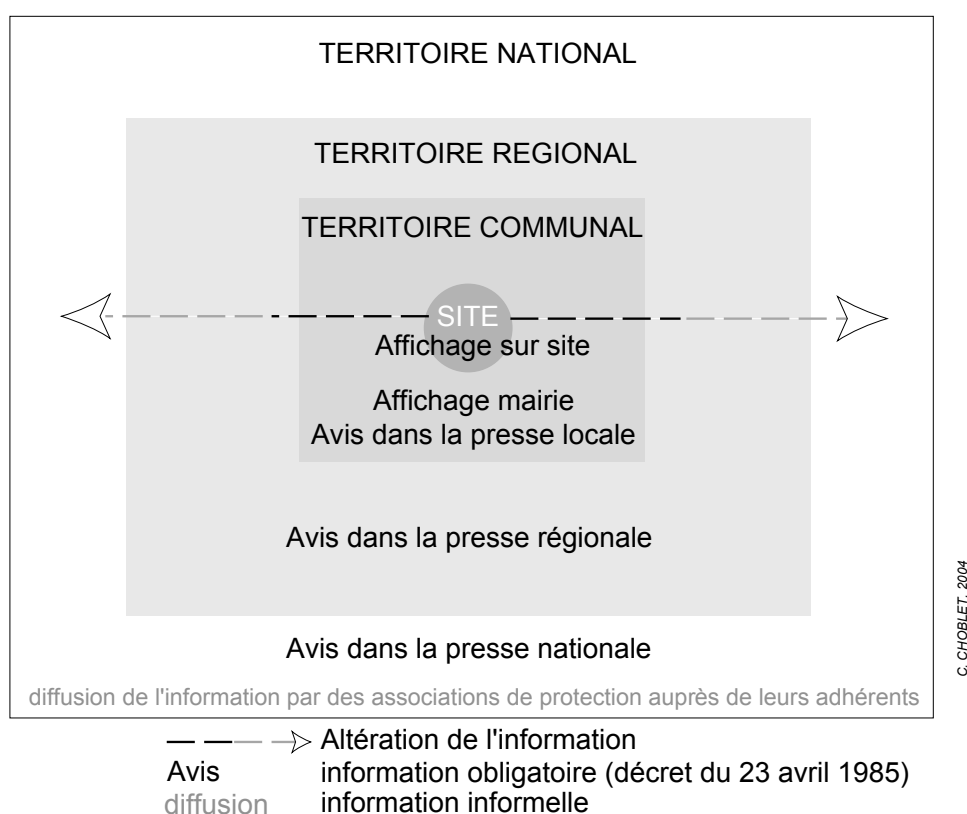 TERRITOIRE NATIONAL
TERRITOIRE REGIONAL
TERRITOIRE COMMUNAL
SITE
Affichage sur site
Affichage mairie
Avis dans la presse locale
Avis dans la presse régionale
Avis dans la presse nationale
diffusion de l'information par des associations de protection auprès de leurs adhérents
C. CHOBLET, 2004
Altération de l'information
Avis information obligatoire (décret du 23 avril 1985)
diffusion information informelle